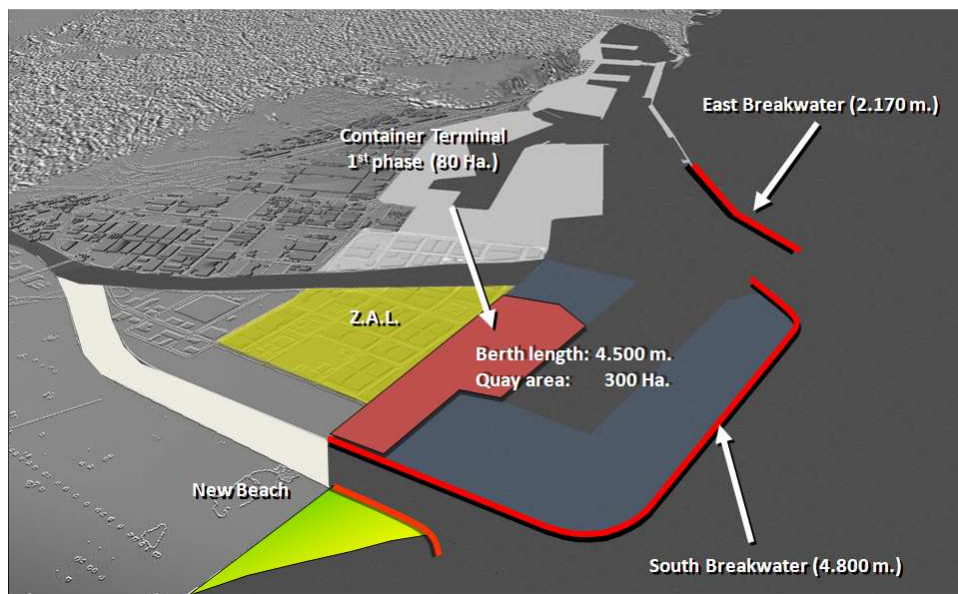 East Breakwater (2.170 m.)
Container Terminal
1st phase (80 Ha.)
Z.A.L.
Berth length: 4.500 m.
Quay area: 300 Ha.
New Beach
South Breakwater (4.800 m.)